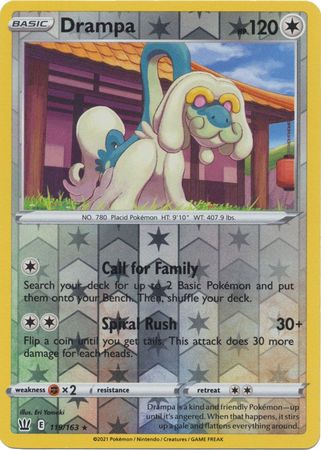 BASIC Drampa HP 120
NO. 780 Placid Pokémon HT: 9'10" WT: 407.9 lbs.
Call for Family
Search your deck for up to 2 Basic Pokémon and put
them onto your Bench. Then, shuffle your deck.
Spiral Rush 30+
Flip a coin until you get tails. This attack does 30 more
damage for each heads.
weakness ×2 resistance retreat
Illus. Eri Yamaki
E 119/163 ★
Drampa is a kind and friendly Pokémon—up
until it's angered. When that happens, it stirs
up a gale and flattens everything around.
©2021 Pokémon / Nintendo / Creatures / GAME FREAK